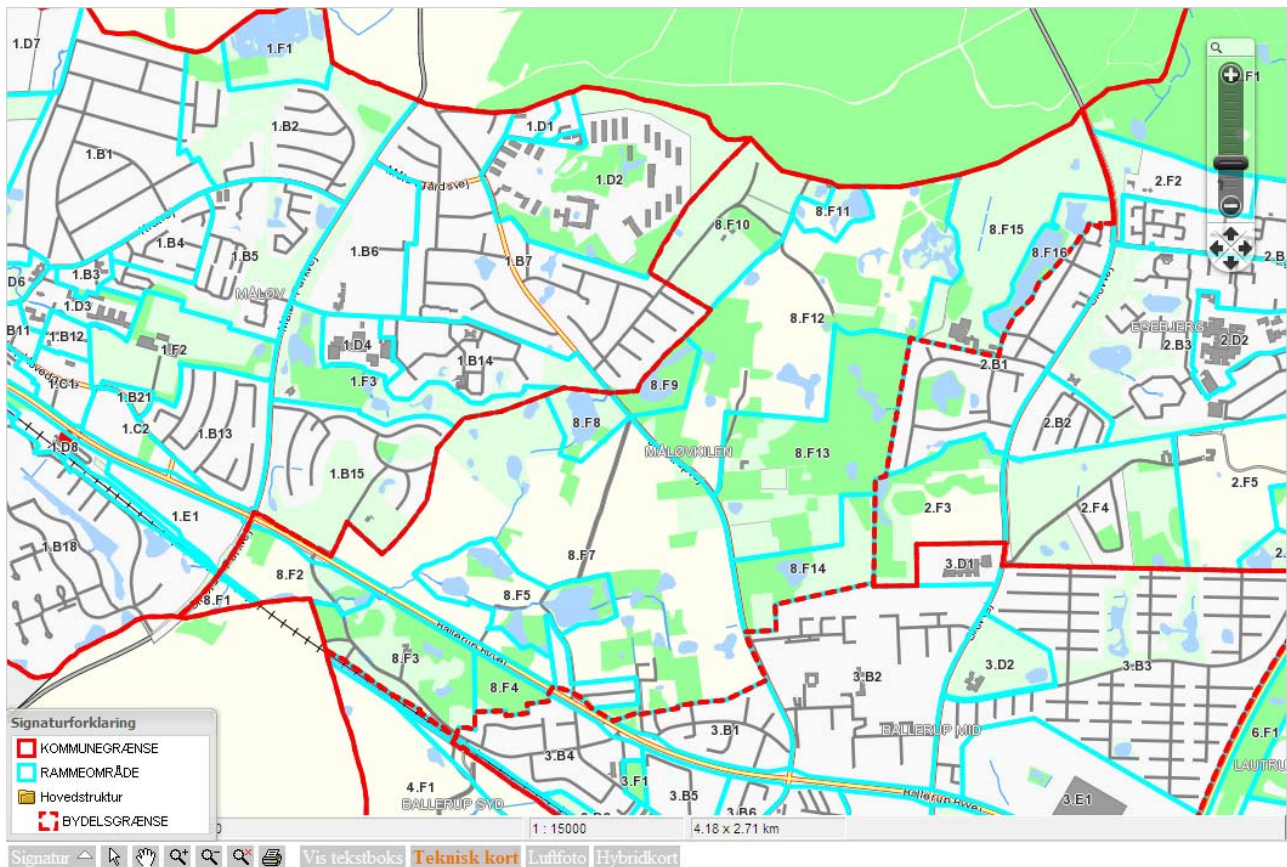 1.D7
1.F1
2.F1
1.B2
1.D1
1.B1
1.D2
2.F2
8.F11
8.F10
8.F15
1.B4
1.B5
1.B6
1.B7
8.F16
1.B3
D6
MÅLØV
1.D3
8.F12
EGEBJERG
B11
1.B12
1.F2
1.D4
2.B3
2.D2
1.B14
2.B1
1.C1
1.F3
8.F9
1.B21
8.F8
2.B2
1.C2
1.B13
MÅLØVKILEN
8.F13
1.D8
1.B15
2.F5
2.F3
2.F4
1.E1
1.B18
8.F7
3.D1
8.F2
8.F14
8.F5
8.F1
Skovvej
8.F3
3.D2
3.B3
3.B2
8.F4
Ballerup Byvej
3.B1
BALLERUP MID
6.F1
3.B4
LAUTRU
4.F1
3.F1
BALLERUP SYD
3.B5
3.B6
3.E1
Ballerup Byvej
Signaturforklaring
KOMMUNEGRÆNSE
RAMMEOMRÅDE
Hovedstruktur
BYDELSGRÆNSE
1 : 15000
4.18 x 2.71 km
Signatur
Vis tekstboks Teknisk kort Luftfoto Hybridkort